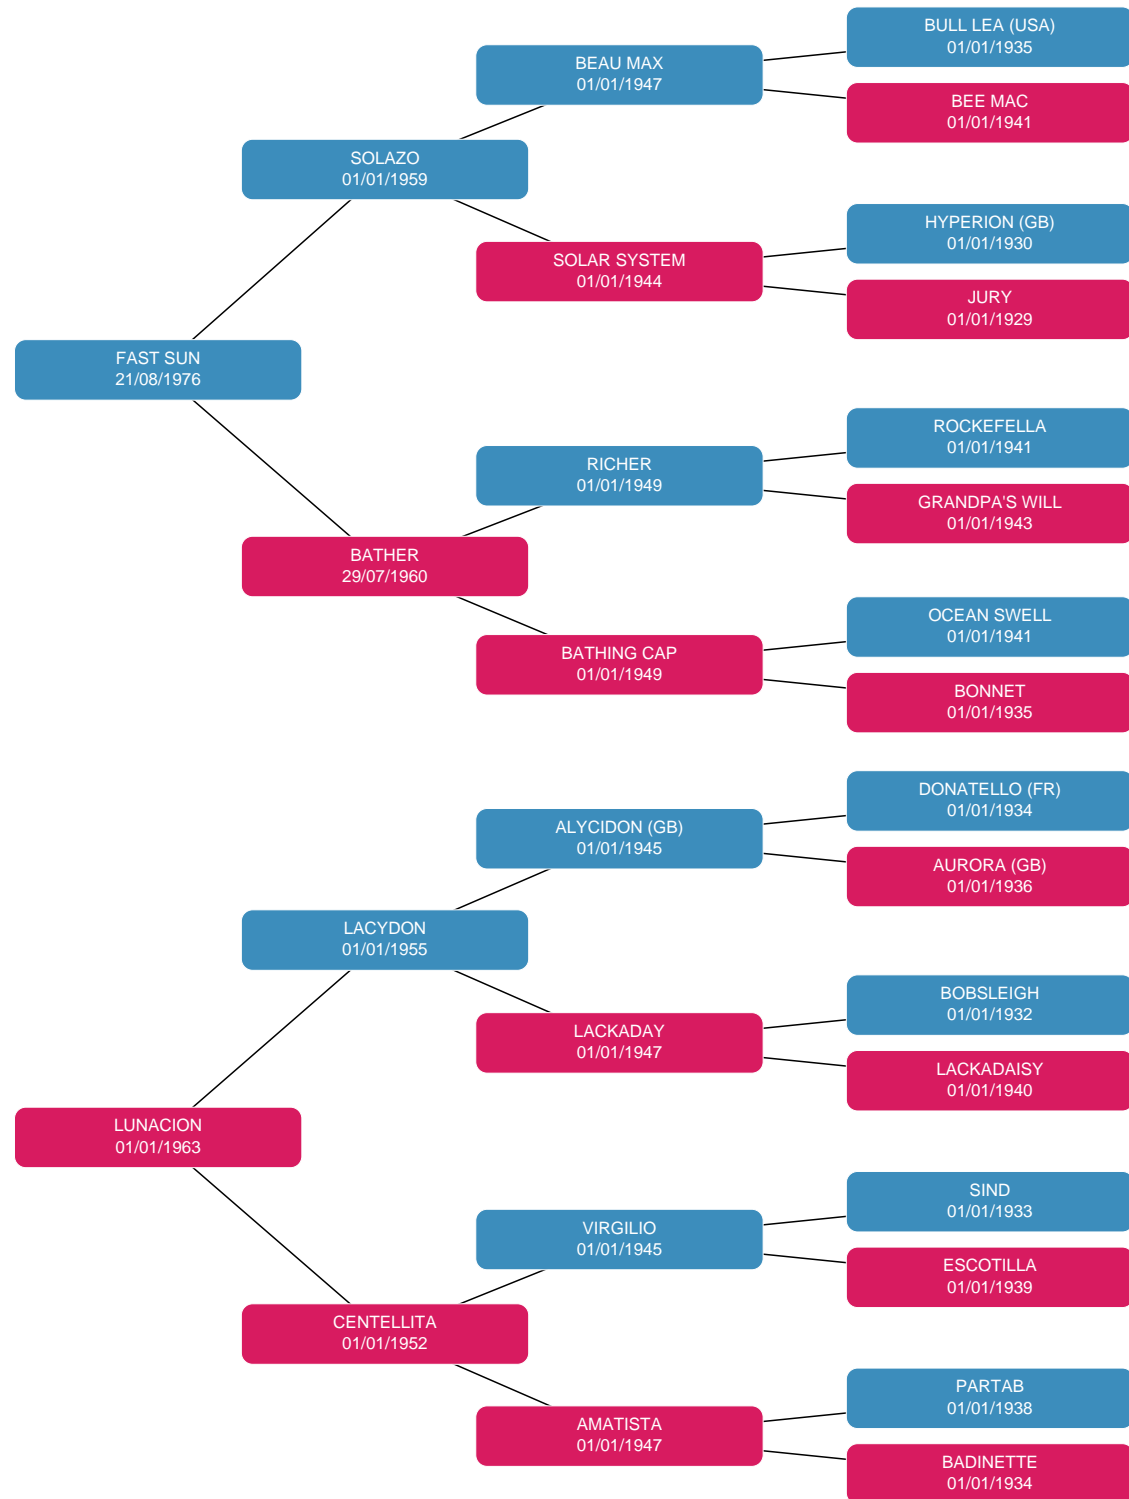 BULL LEA (USA)
01/01/1935
BEAU MAX
01/01/1947
BEE MAC
01/01/1941
SOLAZO
01/01/1959
HYPERION (GB)
01/01/1930
SOLAR SYSTEM
01/01/1944
JURY
01/01/1929
FAST SUN
21/08/1976
ROCKEFELLA
01/01/1941
RICHER
01/01/1949
GRANDPA'S WILL
01/01/1943
BATHER
29/07/1960
OCEAN SWELL
01/01/1941
BATHING CAP
01/01/1949
BONNET
01/01/1935
DONATELLO (FR)
01/01/1934
ALYCIDON (GB)
01/01/1945
AURORA (GB)
01/01/1936
LACYDON
01/01/1955
BOBSLEIGH
01/01/1932
LACKADAY
01/01/1947
LACKADAISY
01/01/1940
LUNACION
01/01/1963
SIND
01/01/1933
VIRGILIO
01/01/1945
ESCOTILLA
01/01/1939
CENTELLITA
01/01/1952
PARTAB
01/01/1938
AMATISTA
01/01/1947
BADINETTE
01/01/1934